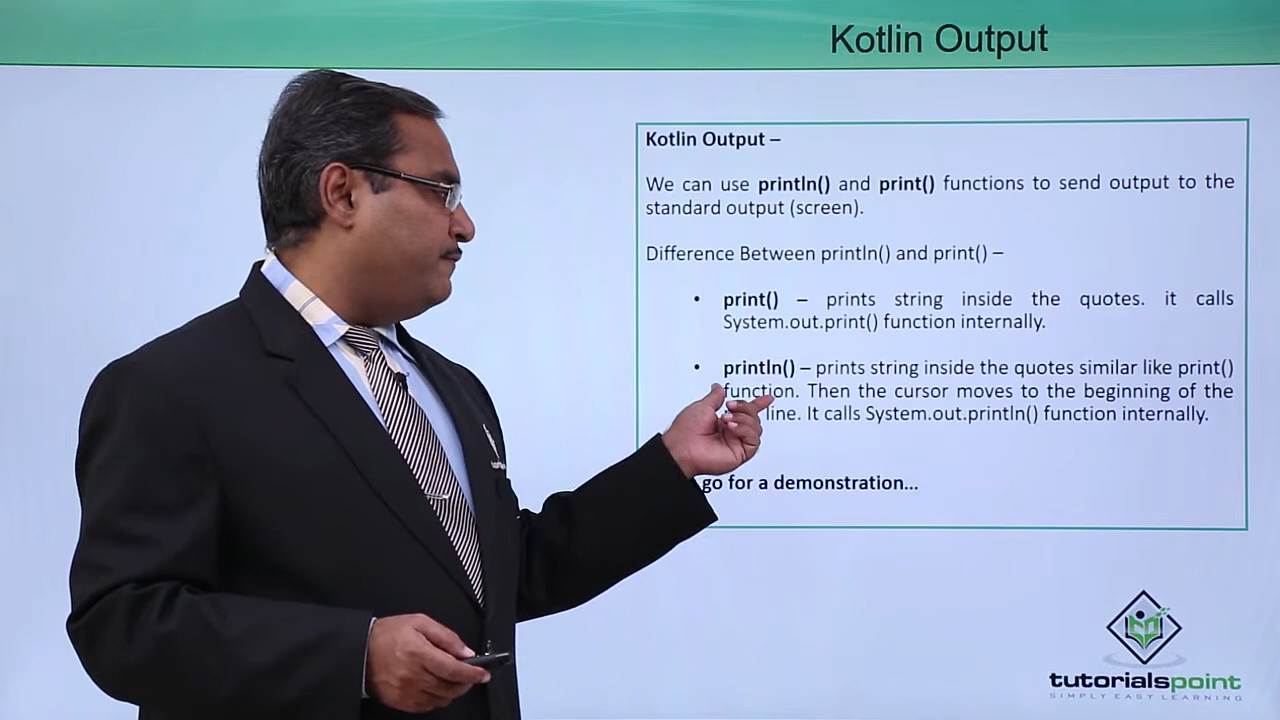 Kotlin Output
Kotlin Output –
We can use println() and print() functions to send output to the
standard output (screen).
Difference Between println() and print() –
• print() – prints string inside the quotes. it calls
System.out.print() function internally.
• println() – prints string inside the quotes similar like print()
function. Then the cursor moves to the beginning of the
line. It calls System.out.println() function internally.
go for a demonstration...
tutorialspoint
SIMPLY EASY LEARNING